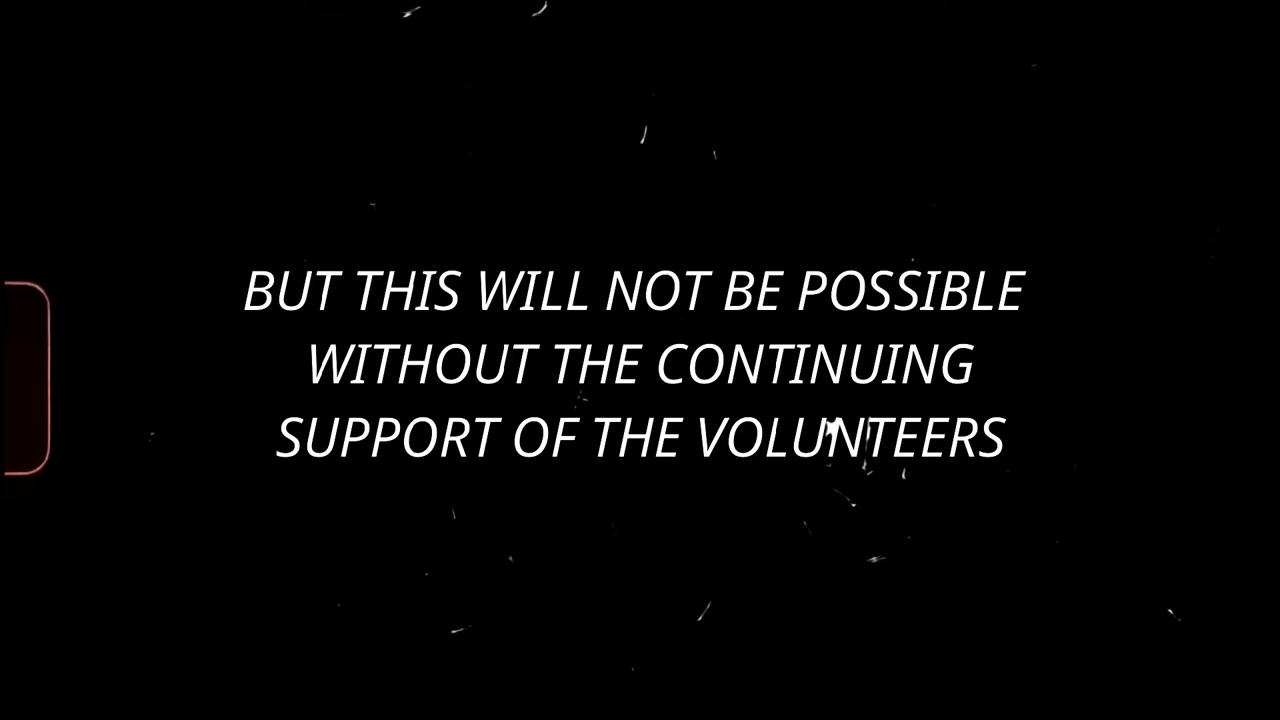 BUT THIS WILL NOT BE POSSIBLE
WITHOUT THE CONTINUING
SUPPORT OF THE VOLUNTEERS